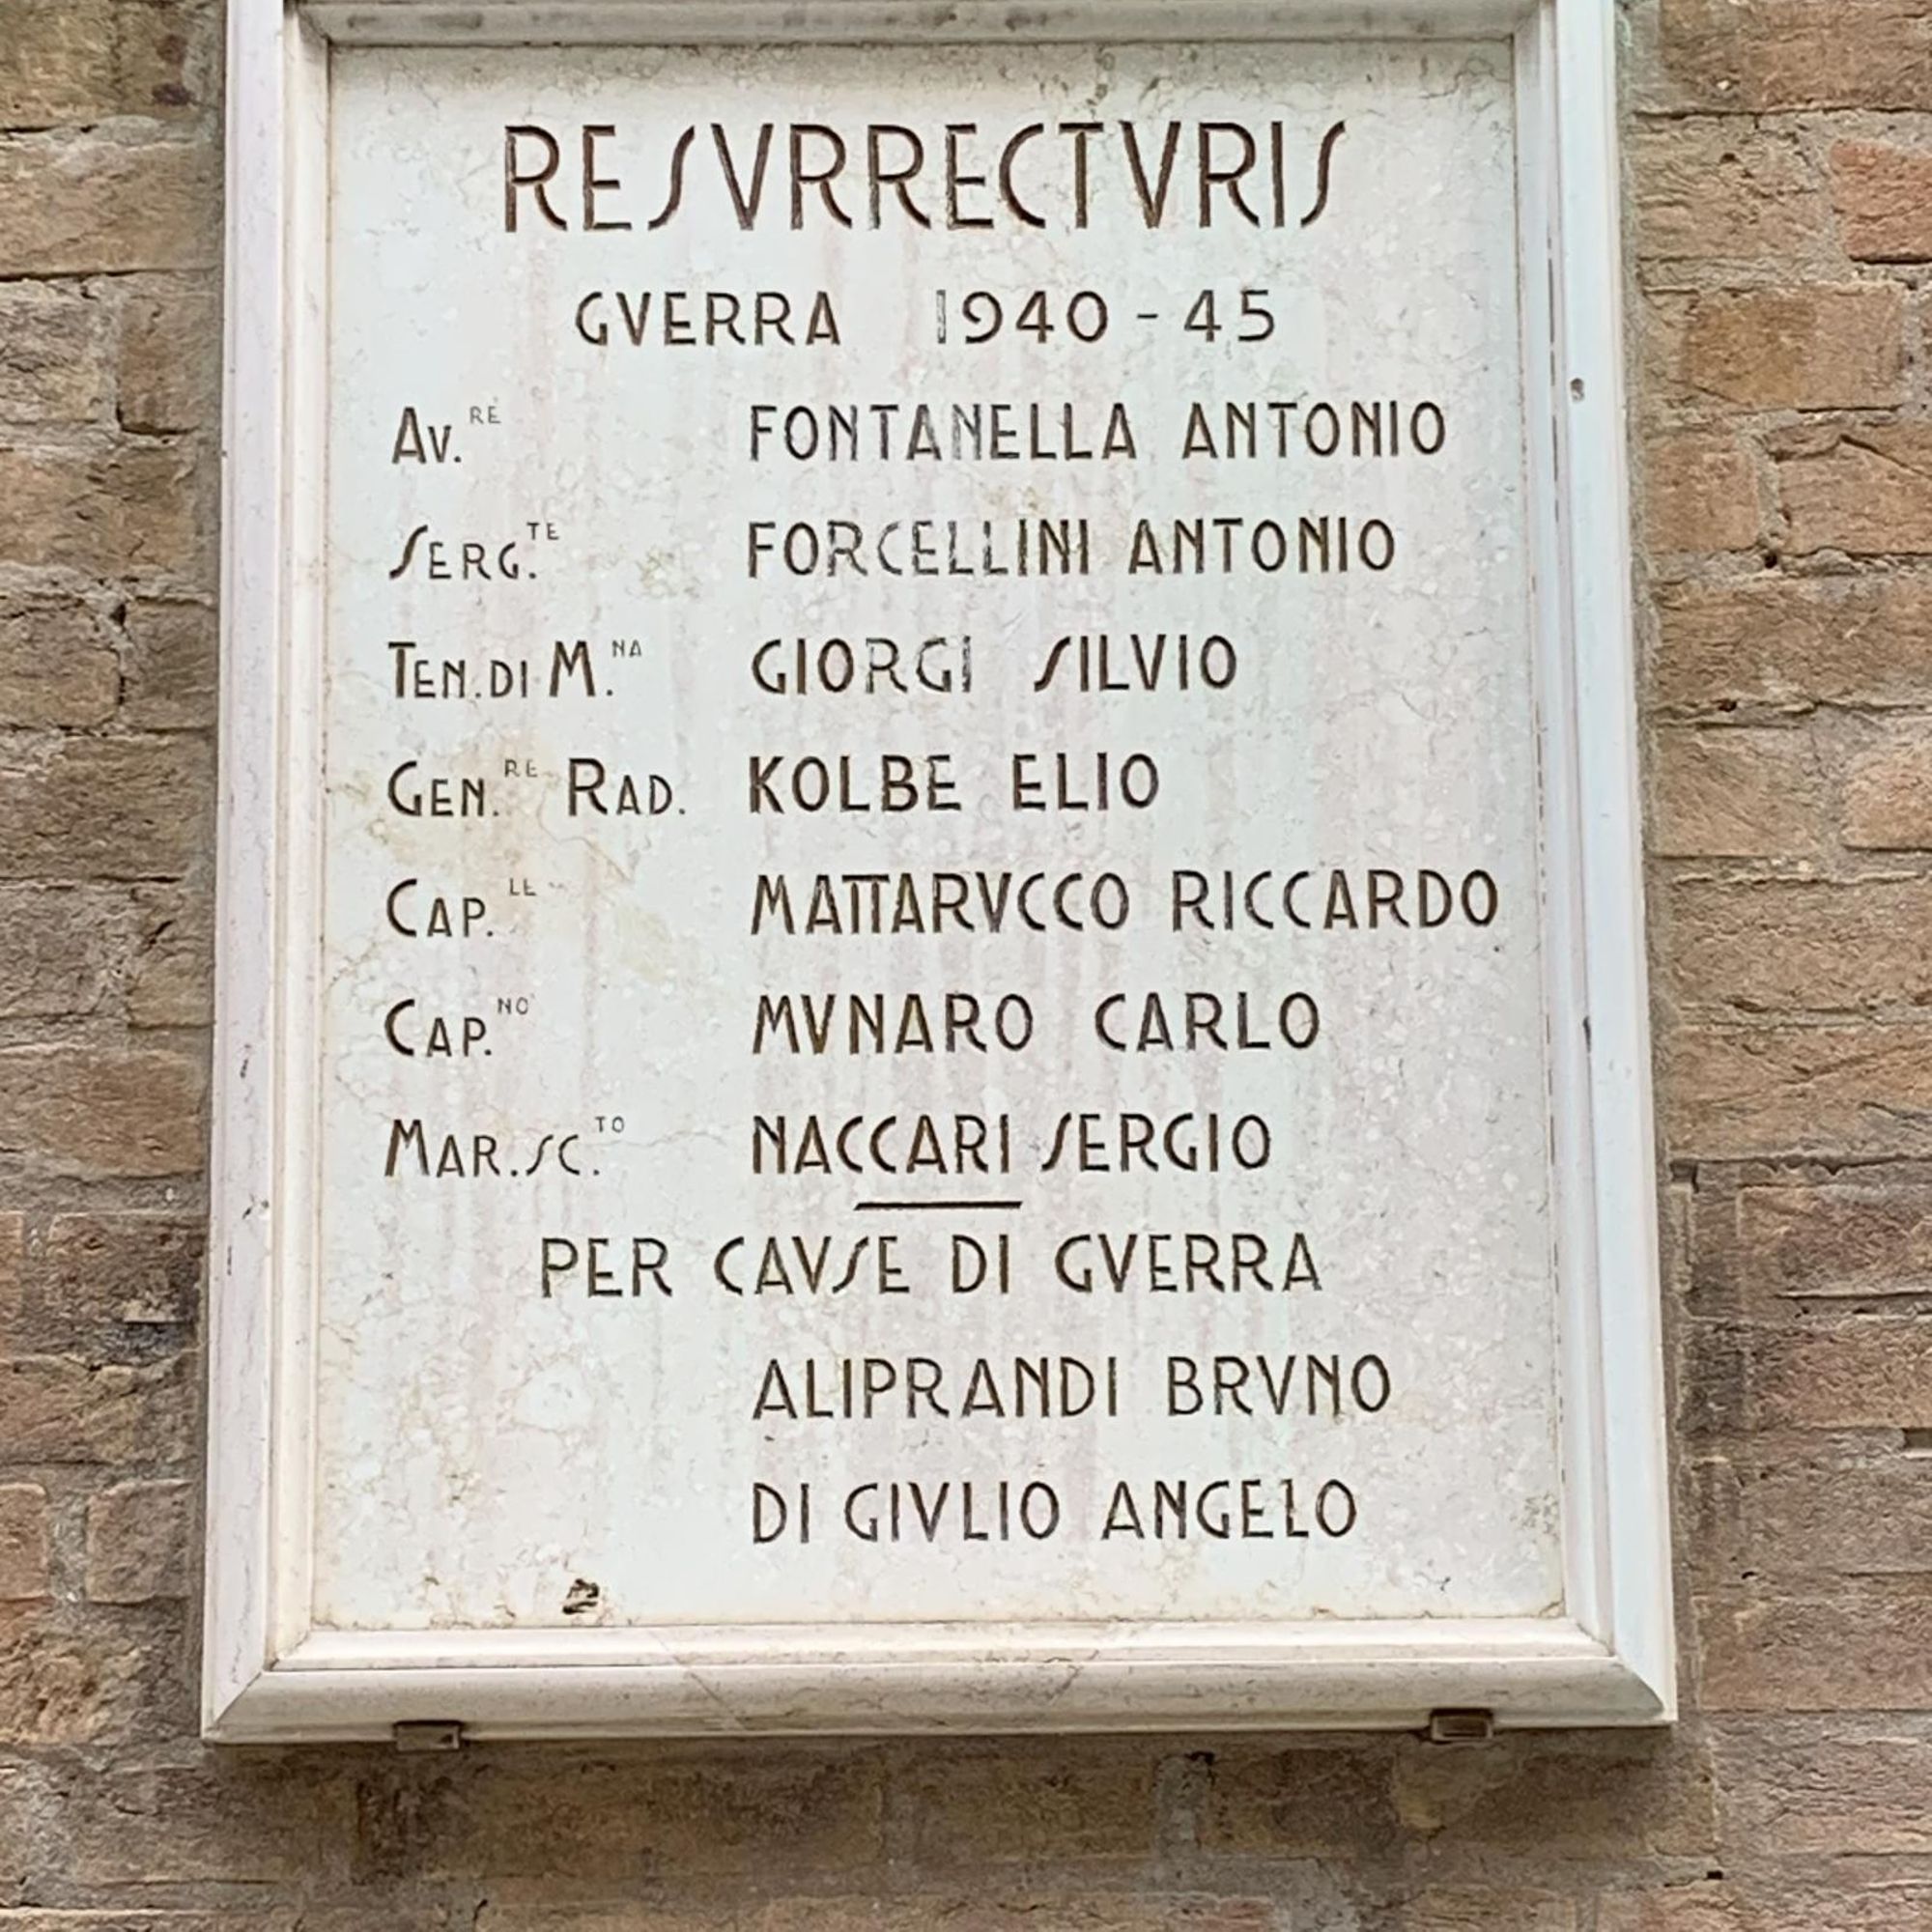 RESVRRECTVRIS
GVERRA 1940-45
AV.RE FONTANELLA ANTONIO
SERG.TE FORCELLINI ANTONIO
TEN.DI M.NA GIORGI SILVIO
GEN.RE RAD. KOLBE ELIO
CAP.LE MATTARVCCO RICCARDO
CAP.NO MVNARO CARLO
MAR.SC.TO NACCARI SERGIO
PER CAVSE DI GVERRA
ALIPRANDI BRVNO
DI GIVLIO ANGELO